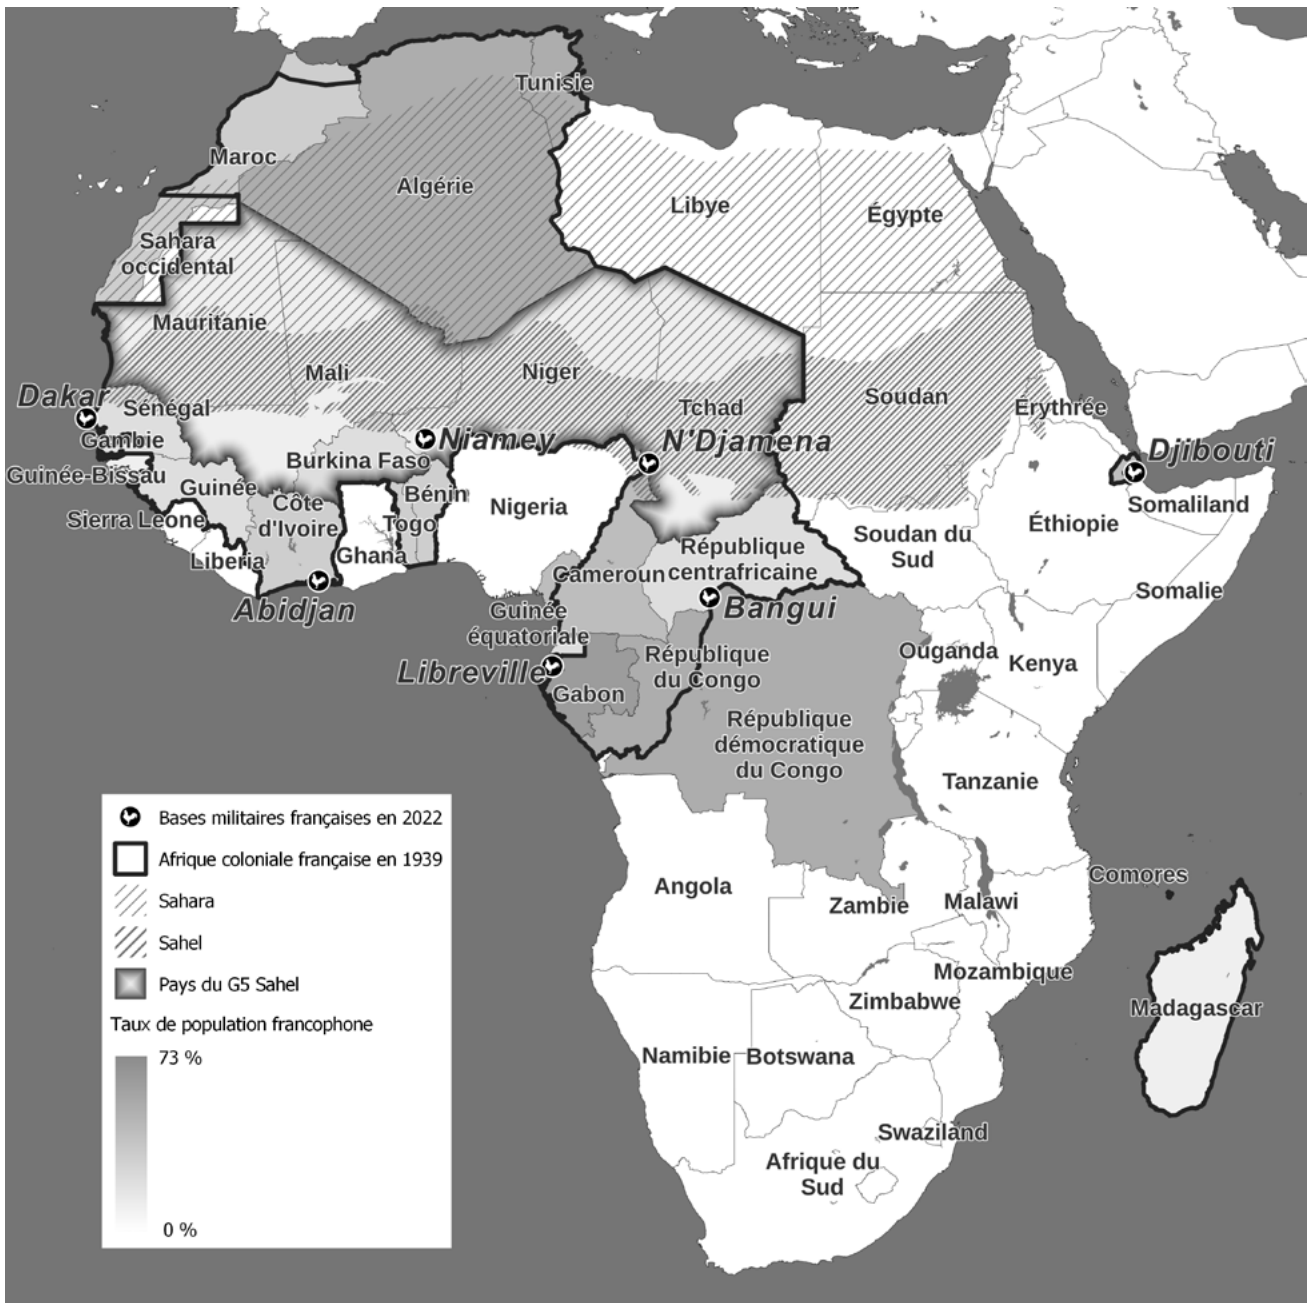 Tunisie
Maroc
Algérie
Libye
Égypte
Sahara
occidental
Mauritanie
Mali
Niger
Tchad
Soudan
Érythrée
Dakar
Sénégal
Gambie
Niamey
N'Djamena
Djibouti
Guinée-Bissau
Burkina Faso
Guinée
Bénin
Côte
d'Ivoire
Nigeria
Somaliland
Sierra Leone
Togo
Éthiopie
Liberia
Ghana
République
centrafricaine
Soudan du
Sud
Cameroun
Somalie
Abidjan
Bangui
Guinée
équatoriale
Ouganda
Kenya
Libreville
République
du Congo
Gabon
République
démocratique
du Congo
Tanzanie
Comores
Angola
Zambie
Malawi
Mozambique
Zimbabwe
Madagascar
Namibie
Botswana
Swaziland
Afrique du
Sud
Bases militaires françaises en 2022
Afrique coloniale française en 1939
Sahara
Sahel
Pays du G5 Sahel
Taux de population francophone
73 %
0 %